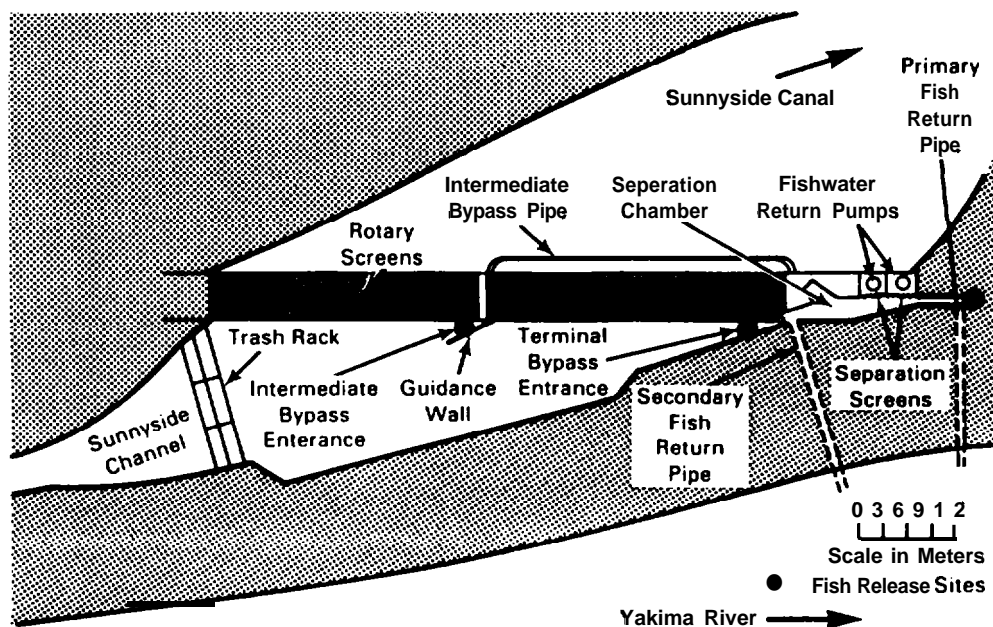 Sunnyside Canal
Primary
Fish
Return
Pipe
Intermediate
Bypass Pipe
Seperation
Chamber
Fishwater
Return Pumps
Rotary
Screens
Trash Rack
Intermediate
Bypass
Enterance
Guidance
Wall
Terminal
Bypass
Entrance
Secondary
Fish
Return
Pipe
Separation
Screens
Sunnyside
Channel
0 3 6 9 1 2
Scale in Meters
Fish Release Sites
Yakima River